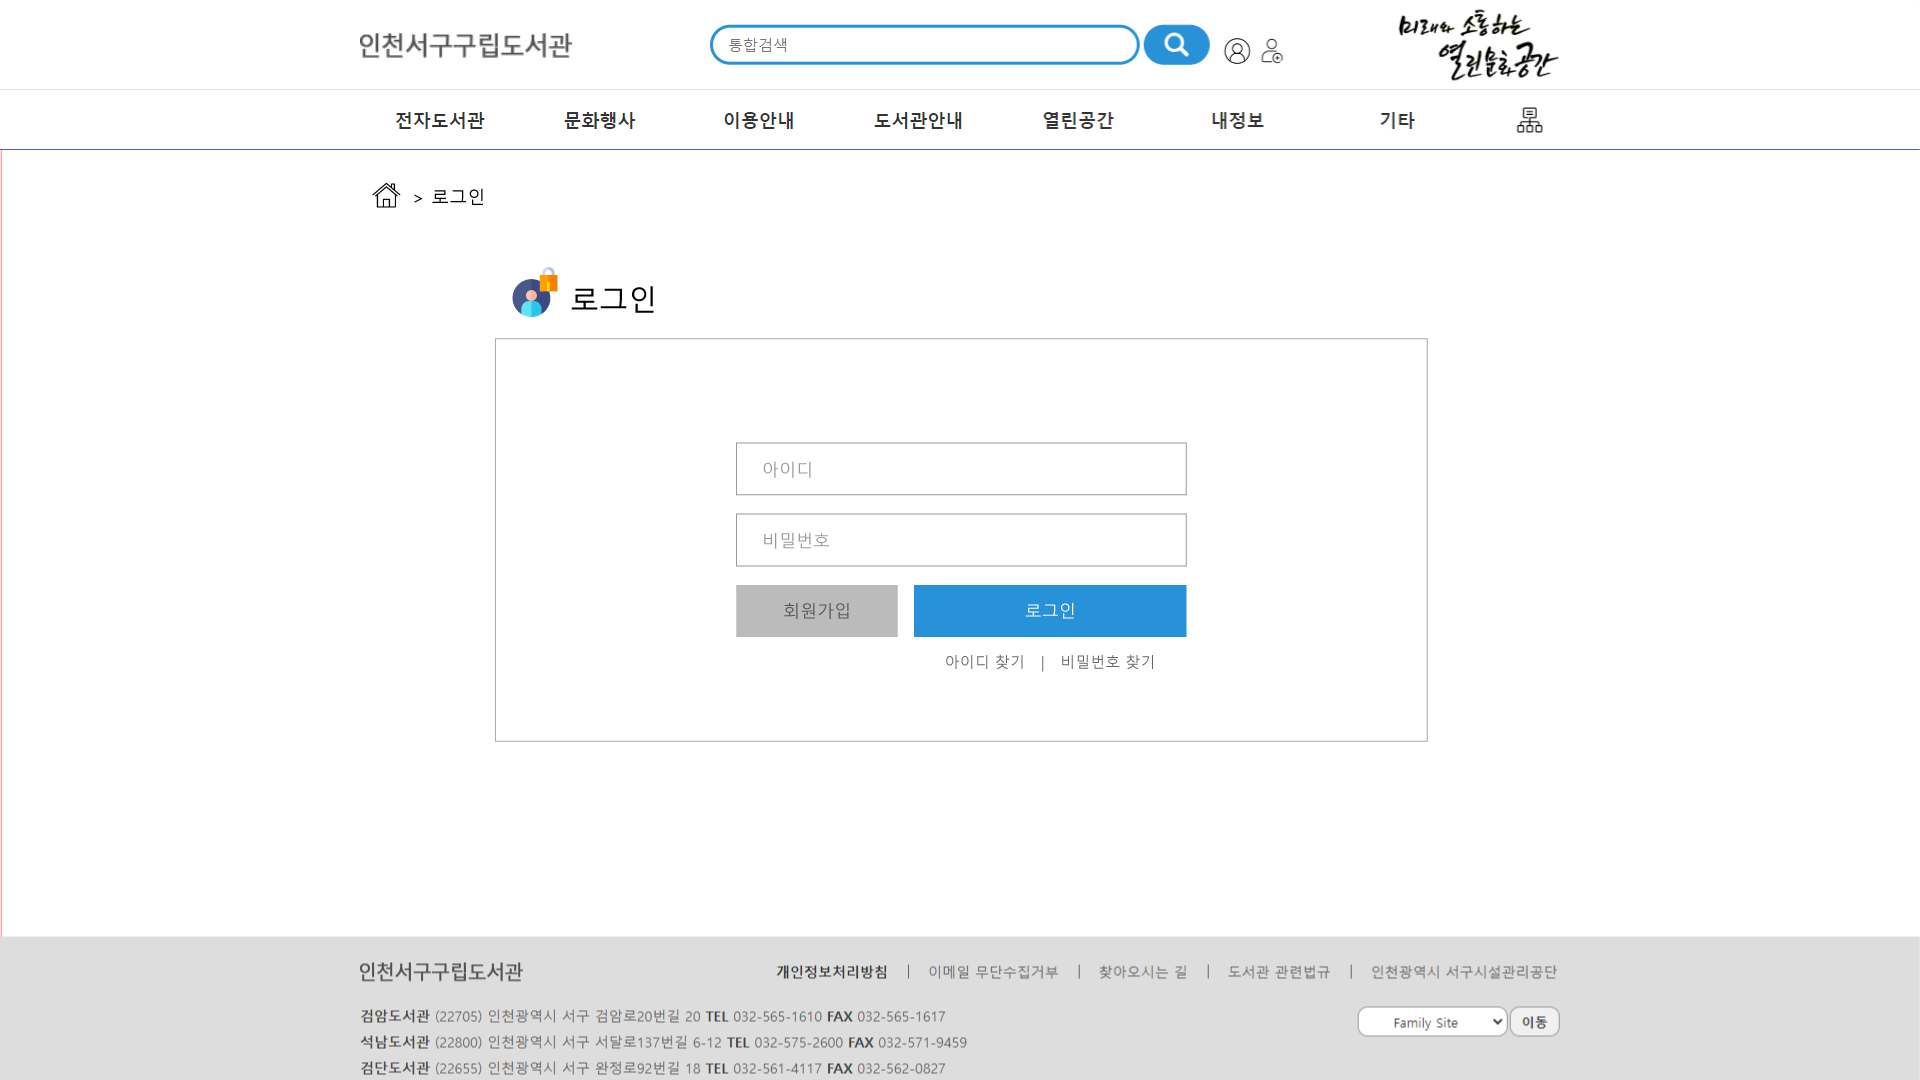 인천서구구립도서관
통합검색
미래와 소통하는
열린문화공간
전자도서관 문화행사 이용안내 도서관안내 열린공간 내정보 기타
> 로그인
로그인
아이디
비밀번호
회원가입 로그인
아이디 찾기 | 비밀번호 찾기
인천서구구립도서관
개인정보처리방침 | 이메일 무단수집거부 | 찾아오시는 길 | 도서관 관련법규 | 인천광역시 서구시설관리공단
검암도서관 (22705) 인천광역시 서구 검암로20번길 20 TEL 032-565-1610 FAX 032-565-1617
Family Site 이동
석남도서관 (22800) 인천광역시 서구 서달로137번길 6-12 TEL 032-575-2600 FAX 032-571-9459
검단도서관 (22655) 인천광역시 서구 완정로92번길 18 TEL 032-561-4117 FAX 032-562-0827